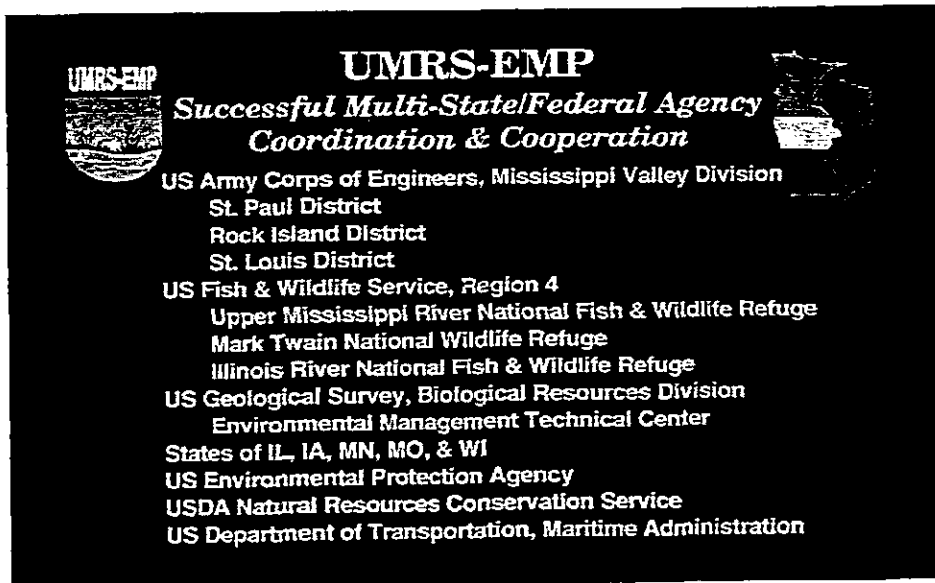 UMRS-EMP
UMRS-EMP
Successful Multi-State/Federal Agency
Coordination & Cooperation
US Army Corps of Engineers, Mississippi Valley Division
St. Paul District
Rock Island District
St. Louis District
US Fish & Wildlife Service, Region 4
Upper Mississippi River National Fish & Wildlife Refuge
Mark Twain National Wildlife Refuge
Illinois River National Fish & Wildlife Refuge
US Geological Survey, Biological Resources Division
Environmental Management Technical Center
States of IL, IA, MN, MO, & WI
US Environmental Protection Agency
USDA Natural Resources Conservation Service
US Department of Transportation, Maritime Administration